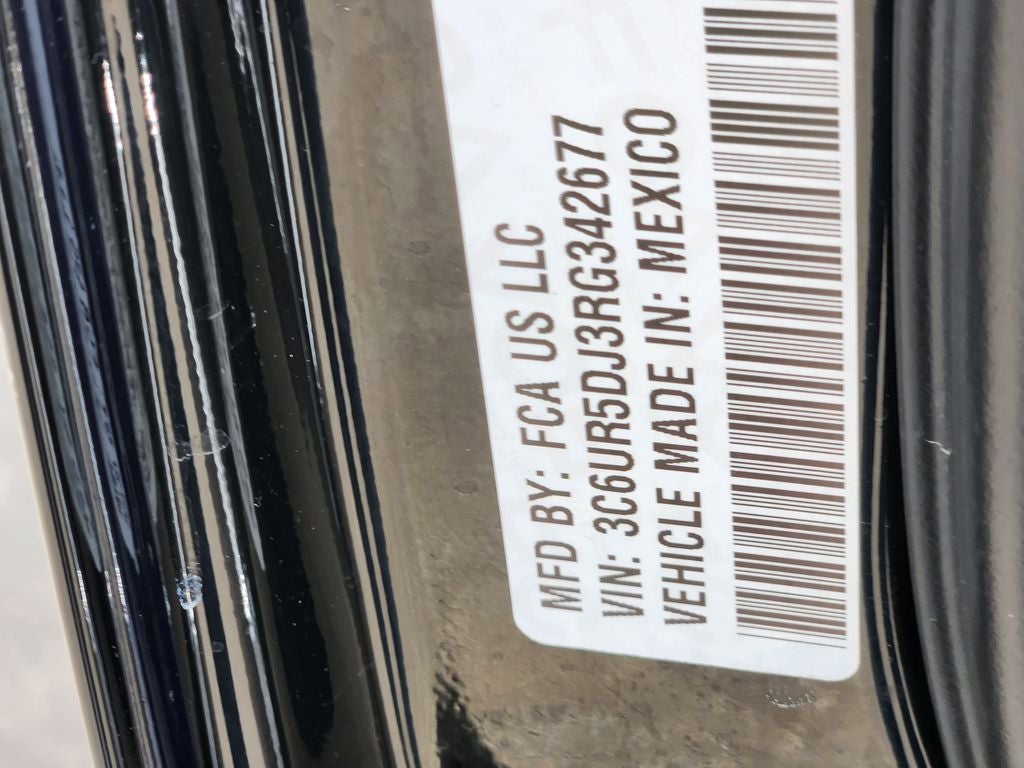 MFD BY: FCA US LLC
VIN: 3C6UR5DJ3RG342677
VEHICLE MADE IN: MEXICO